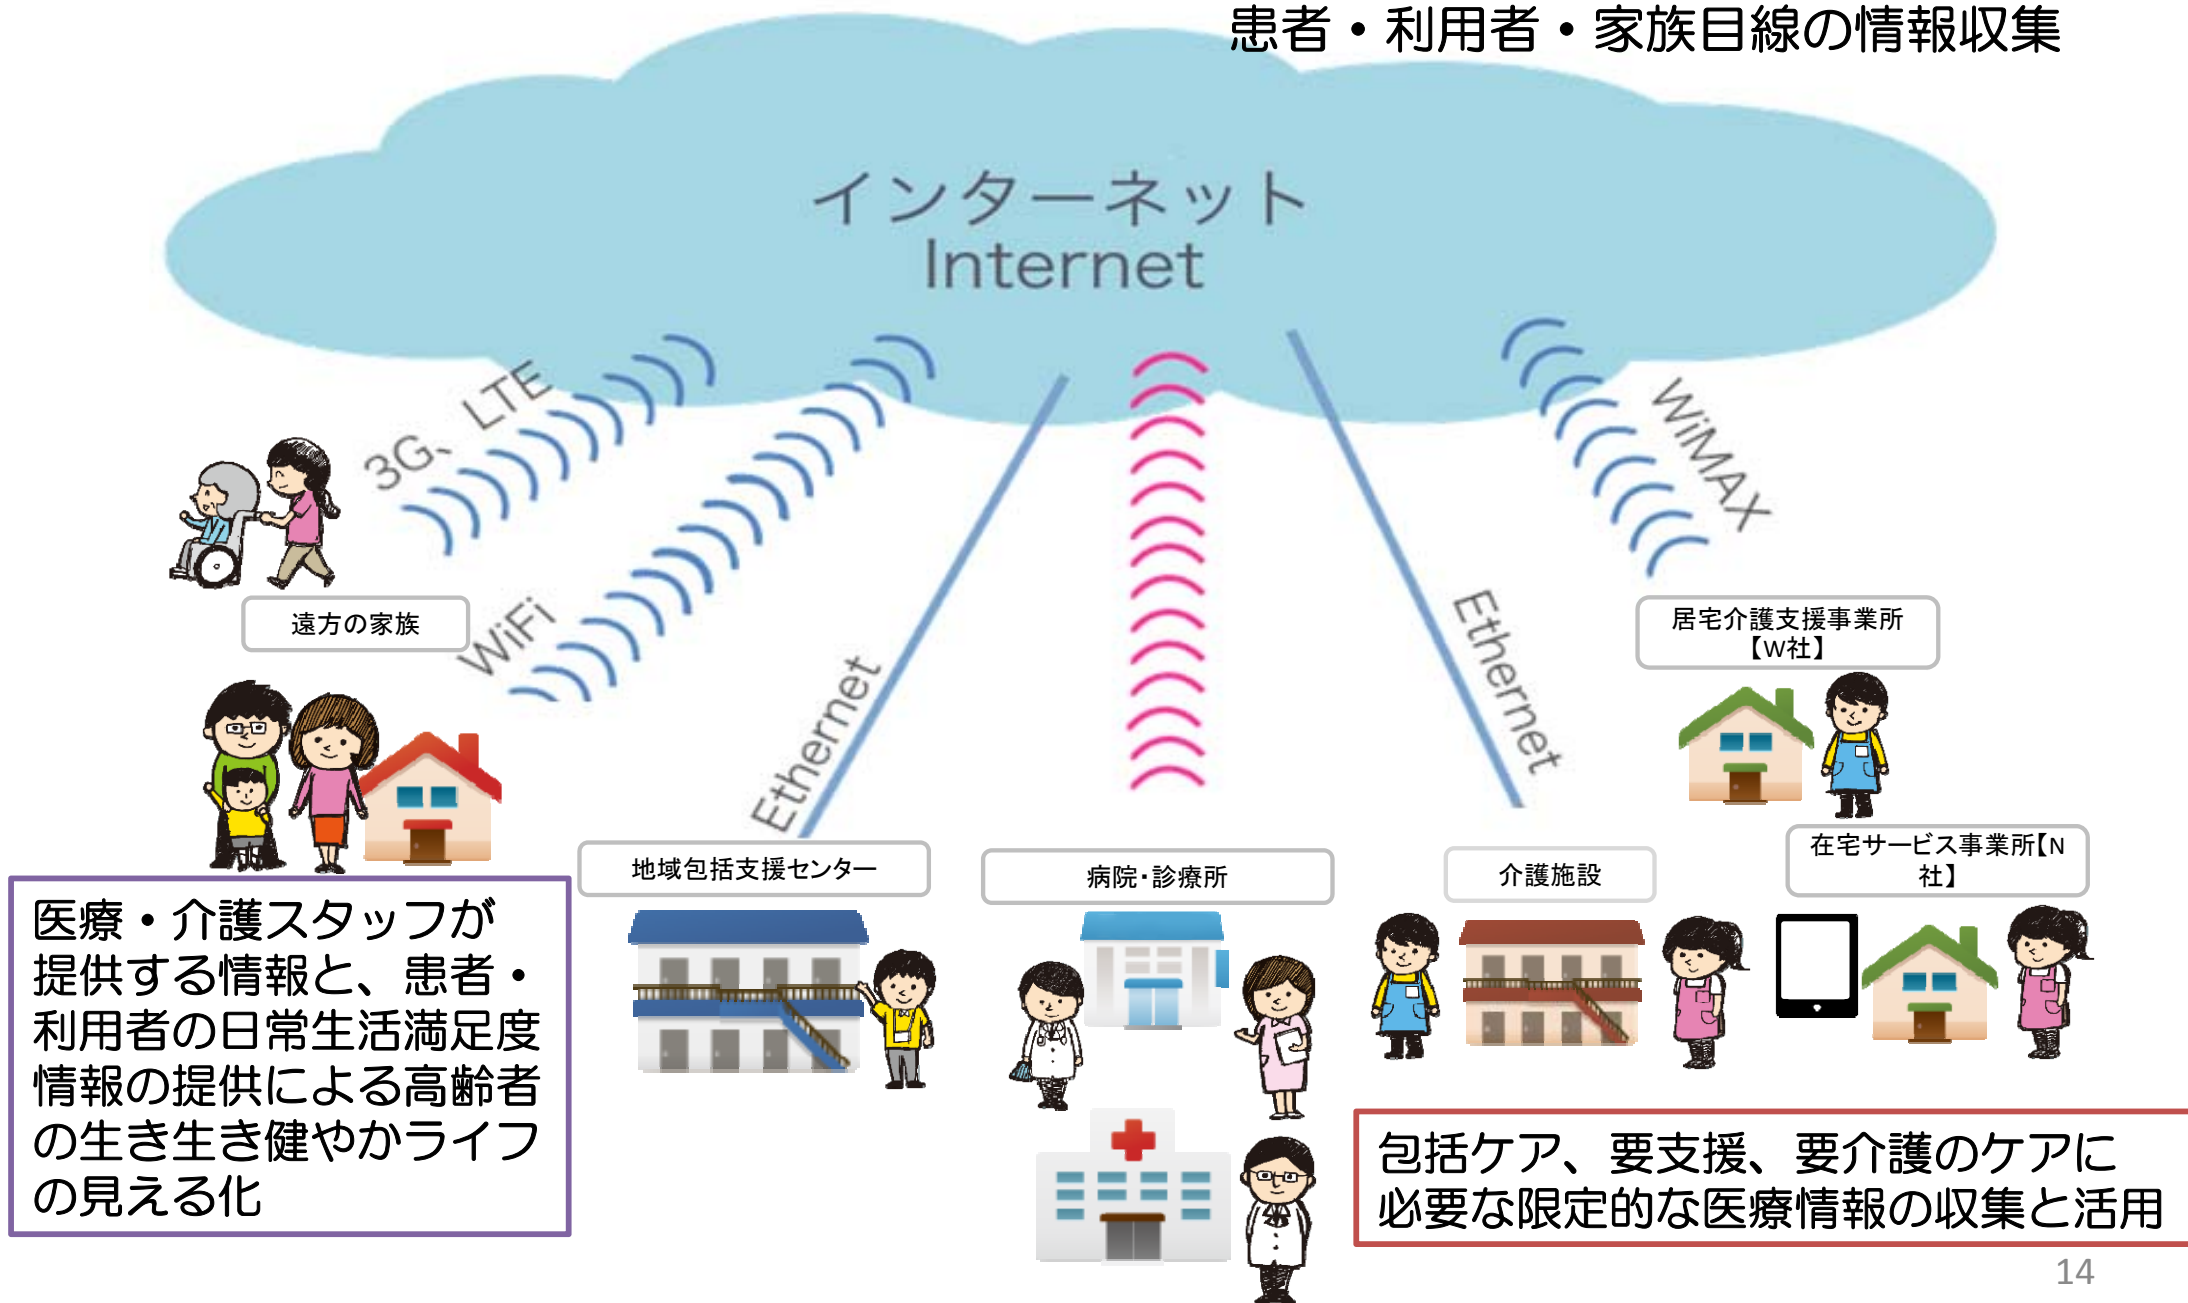 患者・利用者・家族目線の情報収集
インターネット
Internet
3G、LTE
WiFi
Ethernet
Ethernet
WiMAX
遠方の家族
居宅介護支援事業所
【W社】
地域包括支援センター
病院・診療所
介護施設
在宅サービス事業所【N
社】
医療・介護スタッフが
提供する情報と、患者・
利用者の日常生活満足度
情報の提供による高齢者
の生き生き健やかライフ
の見える化
包括ケア、要支援、要介護のケアに
必要な限定的な医療情報の収集と活用
14